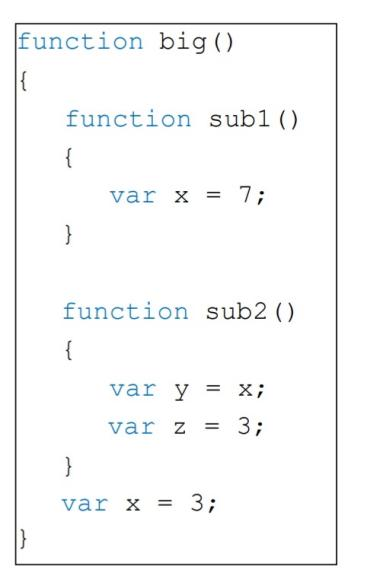 function big()
{
function sub1()
{
var x = 7;
}
function sub2()
{
var y = x;
var z = 3;
}
var x = 3;
}